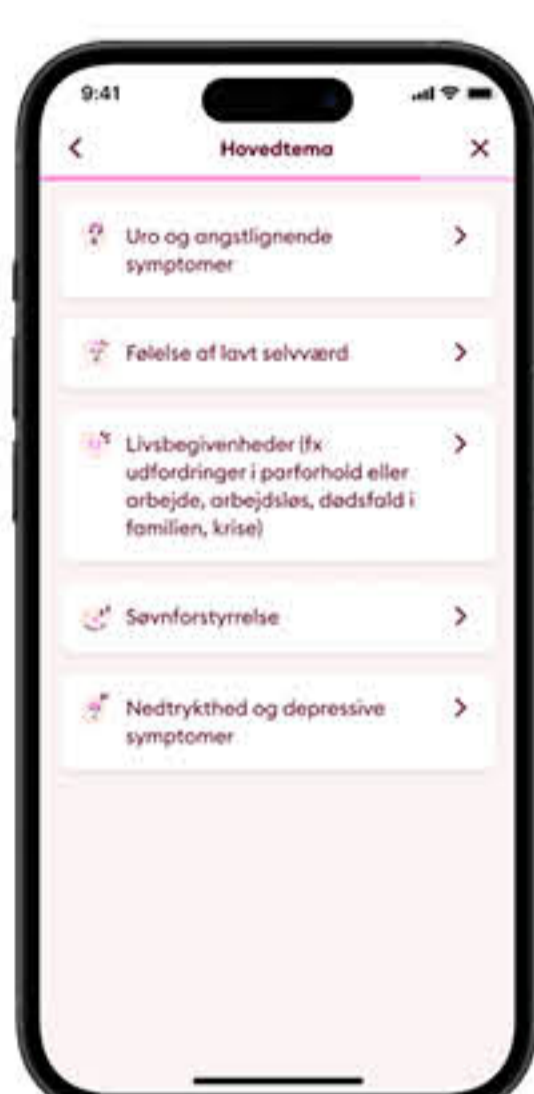 9:41
Hovedtema
Uro og angstlignende
symptomer
Følelse af lavt selvværd
Livsbegivenheder (fx
udfordringer i parforhold eller
arbejde, arbejdsløs, dødsfald i
familien, krise)
Søvnforstyrrelse
Nedtrykthed og depressive
symptomer